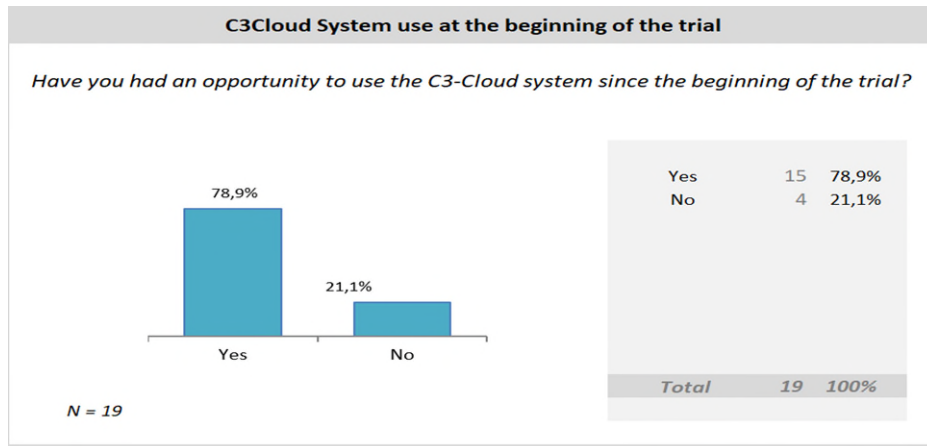 C3Cloud System use at the beginning of the trial
Have you had an opportunity to use the C3-Cloud system since the beginning of the trial?
78,9%
21,1%
Yes No
N = 19
Yes 15 78,9%
No 4 21,1%
Total 19 100%